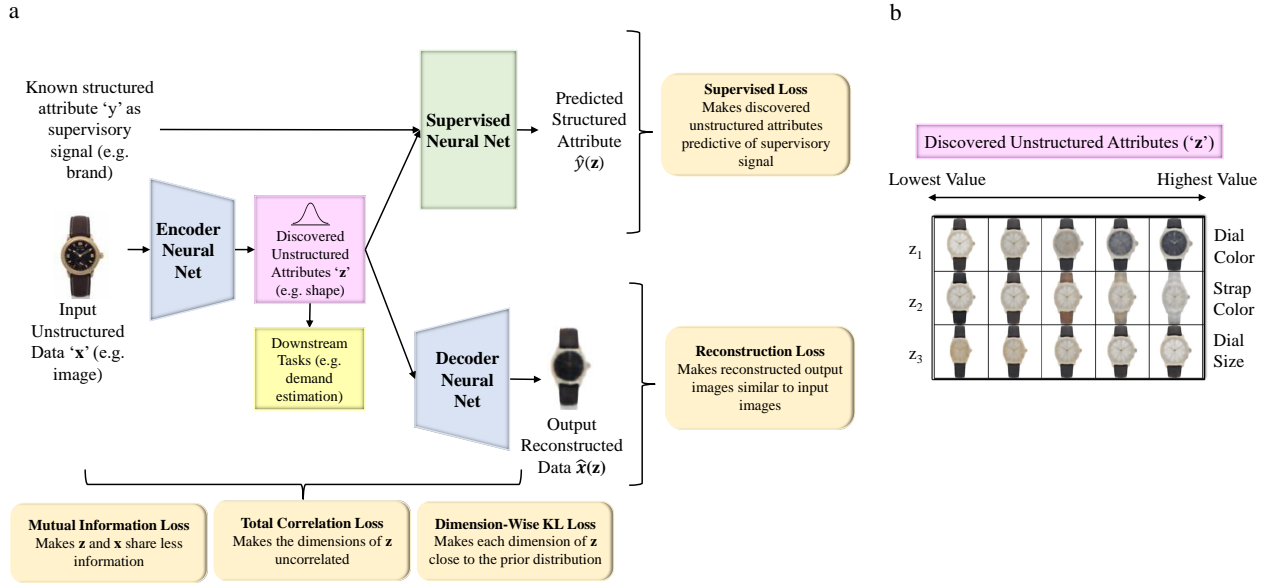 a
Known structured
attribute ‘y’ as
supervisory
signal (e.g.
brand)
Input
Unstructured
Data ‘x’ (e.g.
image)
Encoder
Neural
Net
Discovered
Unstructured
Attributes ‘z’
(e.g. shape)
Downstream
Tasks (e.g.
demand
estimation)
Supervised
Neural Net
Predicted
Structured
Attribute
ŷ(z)
Supervised Loss
Makes discovered
unstructured attributes
predictive of supervisory
signal
Decoder
Neural
Net
Output
Reconstructed
Data x̂(z)
Reconstruction Loss
Makes reconstructed output
images similar to input
images
Mutual Information Loss
Makes z and x share less
information
Total Correlation Loss
Makes the dimensions of z
uncorrelated
Dimension-Wise KL Loss
Makes each dimension of z
close to the prior distribution
b
Discovered Unstructured Attributes (‘z’)
Lowest Value Highest Value
z₁ Dial
Color
z₂ Strap
Color
z₃ Dial
Size